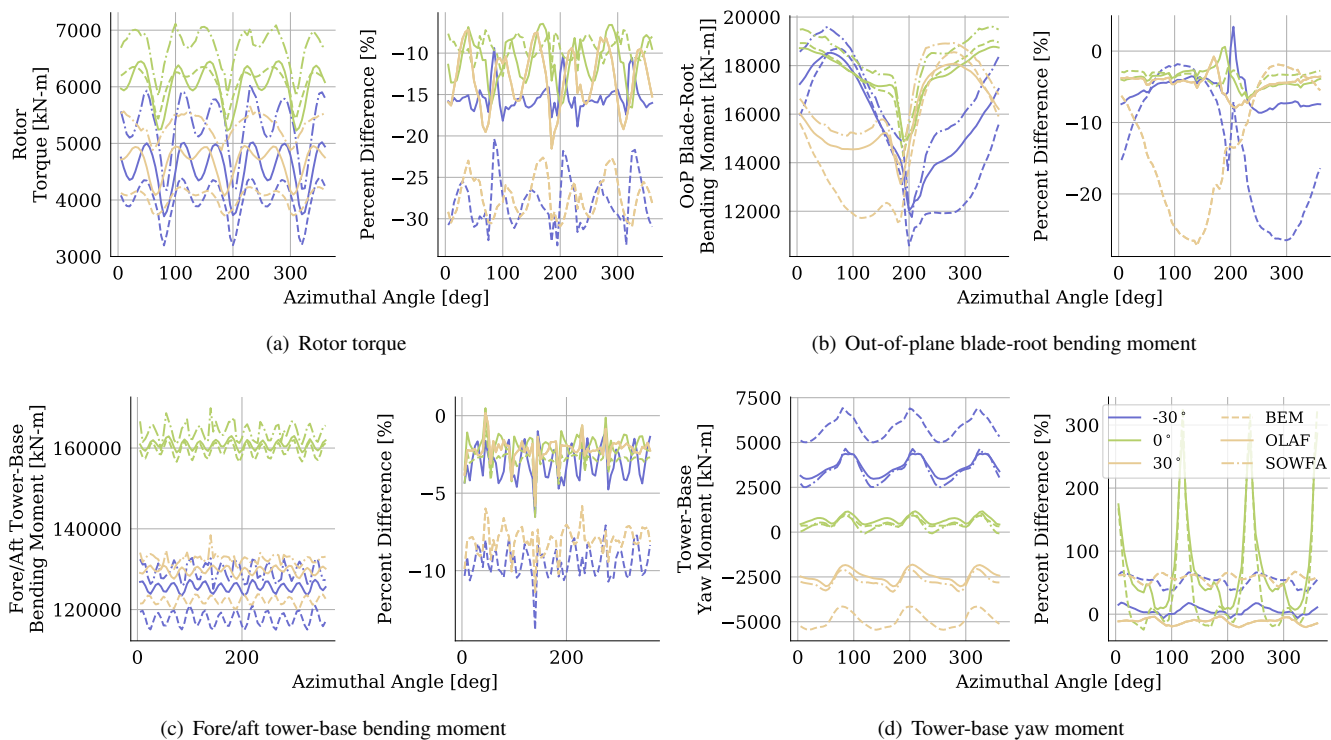 7000
6000
5000
4000
3000
Rotor
Torque [kN-m]
0 100 200 300
−10
−15
−20
−25
−30
Percent Difference [%]
0 100 200 300
Azimuthal Angle [deg]
(a) Rotor torque
20000
18000
16000
14000
12000
OoP Blade-Root
Bending Moment [kN-m]]
0 200
0
−10
−20
Percent Difference [%]
0 200
Azimuthal Angle [deg]
(b) Out-of-plane blade-root bending moment
160000
140000
120000
Fore/Aft Tower-Base
Bending Moment [kN-m]
0 200
0
−5
−10
Percent Difference [%]
200
Azimuthal Angle [deg]
(c) Fore/aft tower-base bending moment
7500
5000
2500
0
−2500
−5000
Tower-Base
Yaw Moment [kN-m]
0 100 200 300
300
200
100
0
Percent Difference [%]
-30° BEM
0° OLAF
30° SOWFA
0 100 200 300
Azimuthal Angle [deg]
(d) Tower-base yaw moment